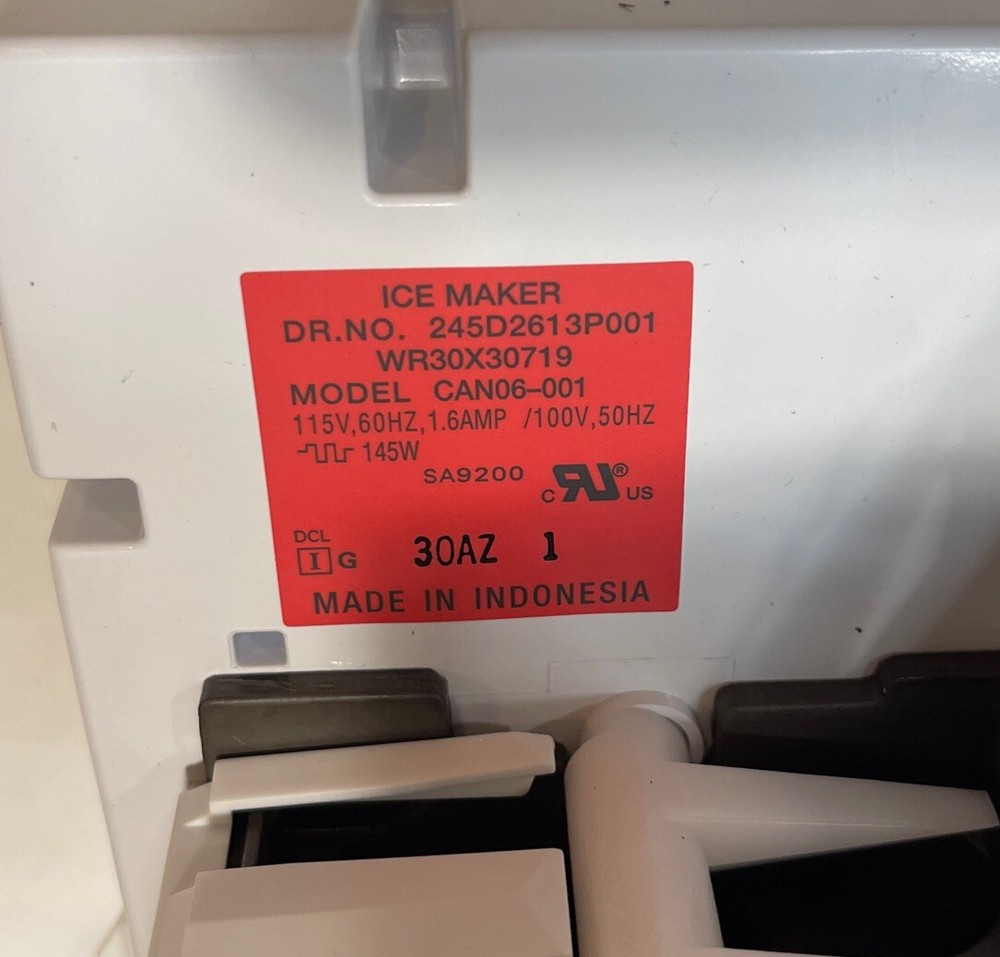 ICE MAKER
DR.NO. 245D2613P001
WR30X30719
MODEL CAN06-001
115V,60HZ,1.6AMP /100V,50HZ
145W
SA9200
C RU® US
DCL
I G
30AZ 1
MADE IN INDONESIA